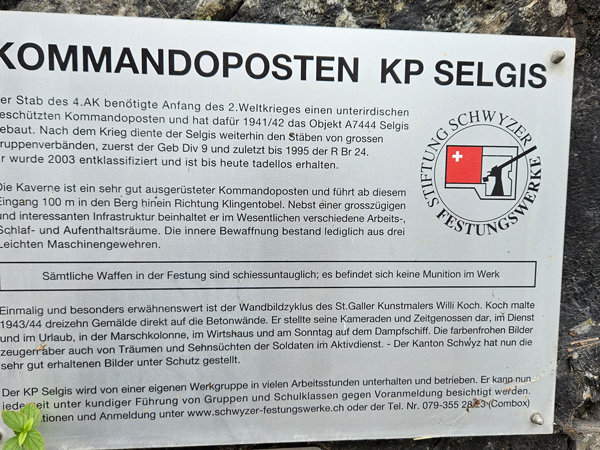 KOMMANDOPOSTEN KP SELGIS
er Stab des 4.AK benötigte Anfang des 2.Weltkrieges einen unterirdischen
eschützten Kommandoposten und hat dafür 1941/42 das Objekt A7444 Selgis
ebaut. Nach dem Krieg diente der Selgis weiterhin den Stäben von grossen
ruppenverbänden, zuerst der Geb Div 9 und zuletzt bis 1995 der R Br 24.
r wurde 2003 entklassifiziert und ist bis heute tadellos erhalten.
STIFTUNG SCHWYZER
FESTUNGSWERKE
Die Kaverne ist ein sehr gut ausgerüsteter Kommandoposten und führt ab diesem
Eingang 100 m in den Berg hinein Richtung Klingentobel. Nebst einer grosszügigen
und interessanten Infrastruktur beinhaltet er im Wesentlichen verschiedene Arbeits-,
Schlaf- und Aufenthaltsräume. Die innere Bewaffnung bestand lediglich aus drei
Leichten Maschinengewehren.
Sämtliche Waffen in der Festung sind schiessuntauglich; es befindet sich keine Munition im Werk
Einmalig und besonders erwähnenswert ist der Wandbildzyklus des St.Galler Kunstmalers Willi Koch. Koch malte
1943/44 dreizehn Gemälde direkt auf die Betonwände. Er stellte seine Kameraden und Zeitgenossen dar, im Dienst
und im Urlaub, in der Marschkolonne, im Wirtshaus und am Sonntag auf dem Dampfschiff. Die farbenfrohen Bilder
zeugen aber auch von Träumen und Sehnsüchten der Soldaten im Aktivdienst. - Der Kanton Schwyz hat nun die
sehr gut erhaltenen Bilder unter Schutz gestellt.
Der KP Selgis wird von einer eigenen Werkgruppe in vielen Arbeitsstunden unterhalten und betrieben. Er kann nun
jederzeit unter kundiger Führung von Gruppen und Schulklassen gegen Voranmeldung besichtigt werden.
ationen und Anmeldung unter www.schwyzer-festungswerke.ch oder der Tel. Nr. 079-355 28 23 (Combox)